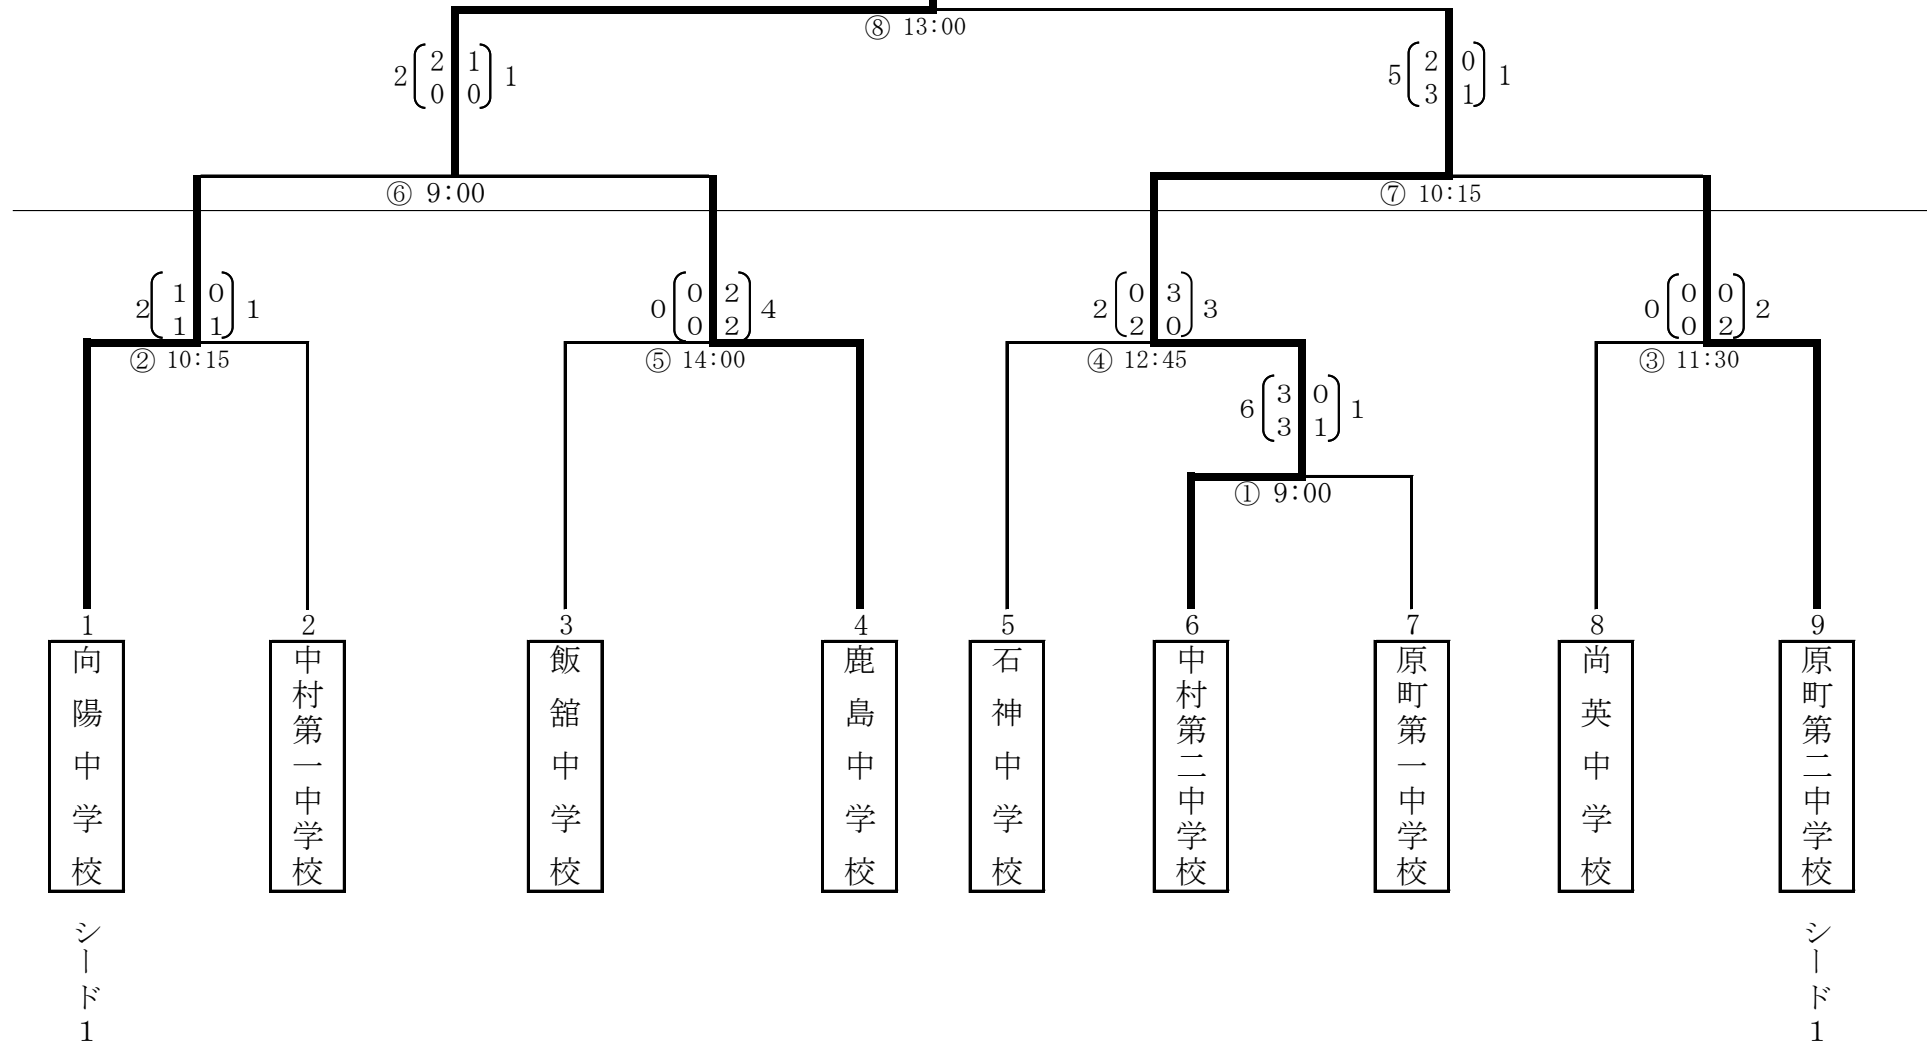 ⑧ 13:00
2 2 1 1
0 0
5 2 0 1
3 1
⑥ 9:00
⑦ 10:15
2 1 0 1
1 1
0 0 2 4
0 2
2 0 3 3
2 0
0 0 0 2
0 2
② 10:15
⑤ 14:00
④ 12:45
③ 11:30
6 3 0 1
3 1
① 9:00
1
2
3
4
5
6
7
8
9
向陽中学校
中村第一中学校
飯舘中学校
鹿島中学校
石神中学校
中村第二中学校
原町第一中学校
尚英中学校
原町第二中学校
シード1
シード1